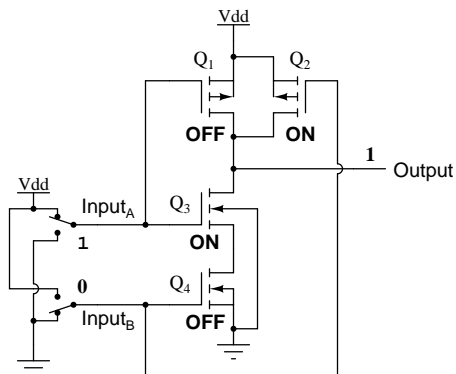 Vdd
Q1
Q2
OFF
ON
1
Output
Vdd
InputA
Q3
1
ON
0
Q4
InputB
OFF